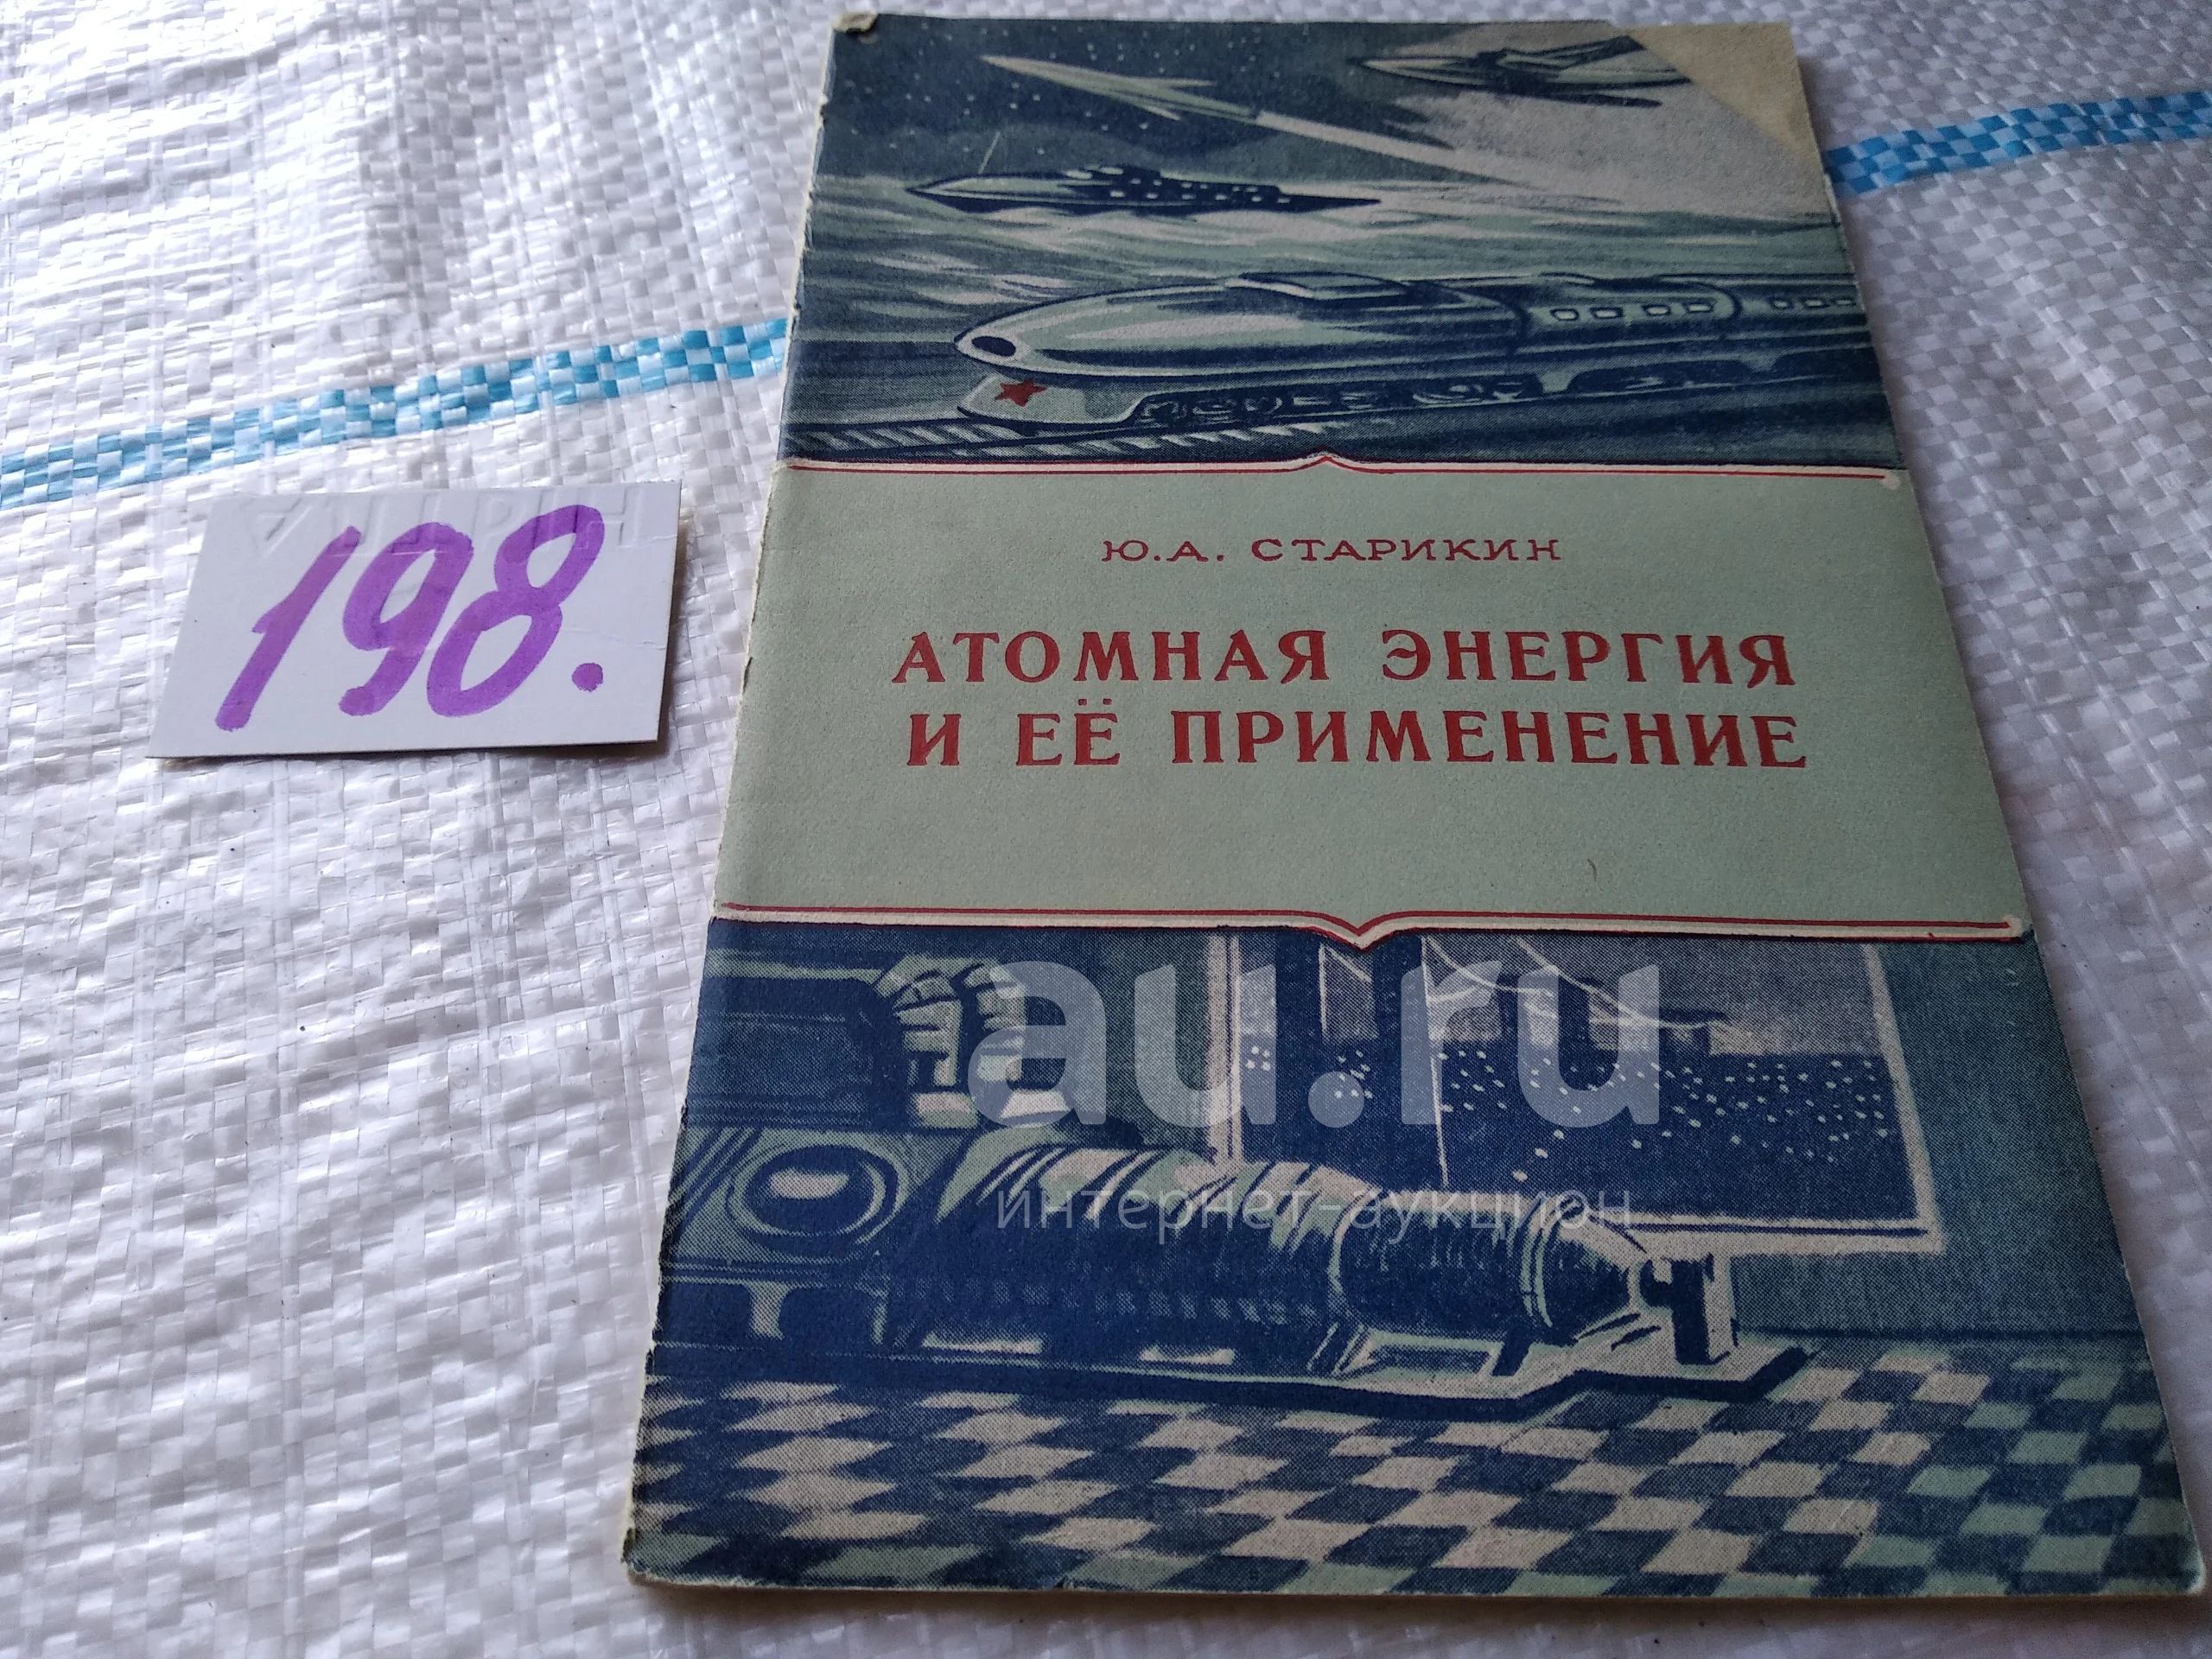 198.
Ю.А. СТАРИКИН
АТОМНАЯ ЭНЕРГИЯ
И ЕЁ ПРИМЕНЕНИЕ
au.ru
интернет-аукцион